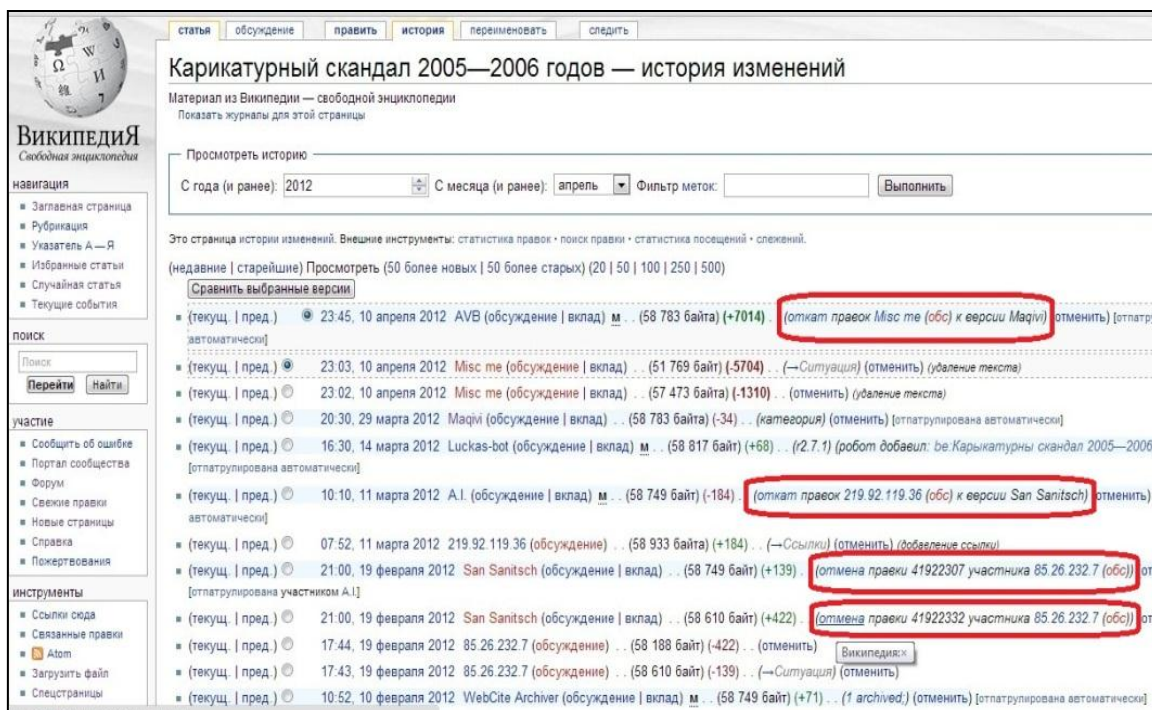 статья обсуждение править история переименовать следить
Карикатурный скандал 2005—2006 годов — история изменений
Материал из Википедии — свободной энциклопедии
Показать журналы для этой страницы
ВикипедиЯ
Свободная энциклопедия
навигация
Заглавная страница
Рубрикация
Указатель А — Я
Избранные статьи
Случайная статья
Текущие события
поиск
Поиск
Перейти Найти
участие
Сообщить об ошибке
Портал сообщества
Форум
Свежие правки
Новые страницы
Справка
Пожертвования
инструменты
Ссылки сюда
Связанные правки
Atom
Загрузить файл
Спецстраницы
Просмотреть историю
С года (и ранее): 2012 С месяца (и ранее): апрель Фильтр меток: Выполнить
Это страница истории изменений. Внешние инструменты: статистика правок • поиск правки • статистика посещений • слежений.
(недавние | старейшие) Просмотреть (50 более новых | 50 более старых) (20 | 50 | 100 | 250 | 500)
Сравнить выбранные версии
(текущ. | пред.) 23:45, 10 апреля 2012 AVB (обсуждение | вклад) м . . (58 783 байта) (+7014) . . (откат правок Misc me (обс) к версии Maqivi) (отменить) [отпатру
автоматически]
(текущ. | пред.) 23:03, 10 апреля 2012 Misc me (обсуждение | вклад) . . (51 769 байт) (-5704) . . (→Ситуация) (отменить) (удаление текста)
(текущ. | пред.) 23:02, 10 апреля 2012 Misc me (обсуждение | вклад) . . (57 473 байта) (-1310) . . (отменить) (удаление текста)
(текущ. | пред.) 20:30, 29 марта 2012 Maqivi (обсуждение | вклад) . . (58 783 байта) (-34) . . (категория) (отменить) [отпатрулирована автоматически]
(текущ. | пред.) 16:30, 14 марта 2012 Luckas-bot (обсуждение | вклад) м . . (58 817 байт) (+68) . . (r2.7.1) (робот добавил: be:Карыкатурны скандал 2005—2006
[отпатрулирована автоматически]
(текущ. | пред.) 10:10, 11 марта 2012 A.I. (обсуждение | вклад) м . . (58 749 байт) (-184) . . (откат правок 219.92.119.36 (обс) к версии San Sanitsch) (отменить)
автоматически]
(текущ. | пред.) 07:52, 11 марта 2012 219.92.119.36 (обсуждение) . . (58 933 байта) (+184) . . (→Ссылки) (отменить) (добавление ссылки)
(текущ. | пред.) 21:00, 19 февраля 2012 San Sanitsch (обсуждение | вклад) . . (58 749 байт) (+139) . . (отмена правки 41922307 участника 85.26.232.7 (обс)) (от
[отпатрулирована участником A.I.]
(текущ. | пред.) 21:00, 19 февраля 2012 San Sanitsch (обсуждение | вклад) . . (58 610 байт) (+422) . . (отмена правки 41922332 участника 85.26.232.7 (обс)) (от
(текущ. | пред.) 17:44, 19 февраля 2012 85.26.232.7 (обсуждение) . . (58 188 байт) (-422) . . (отменить)
Википедия:×
(текущ. | пред.) 17:43, 19 февраля 2012 85.26.232.7 (обсуждение) . . (58 610 байт) (-139) . . (→Ситуация) (отменить)
(текущ. | пред.) 10:52, 10 февраля 2012 WebCite Archiver (обсуждение | вклад) м . . (58 749 байт) (+71) . . (1 archived;) (отменить) [отпатрулирована автоматически]